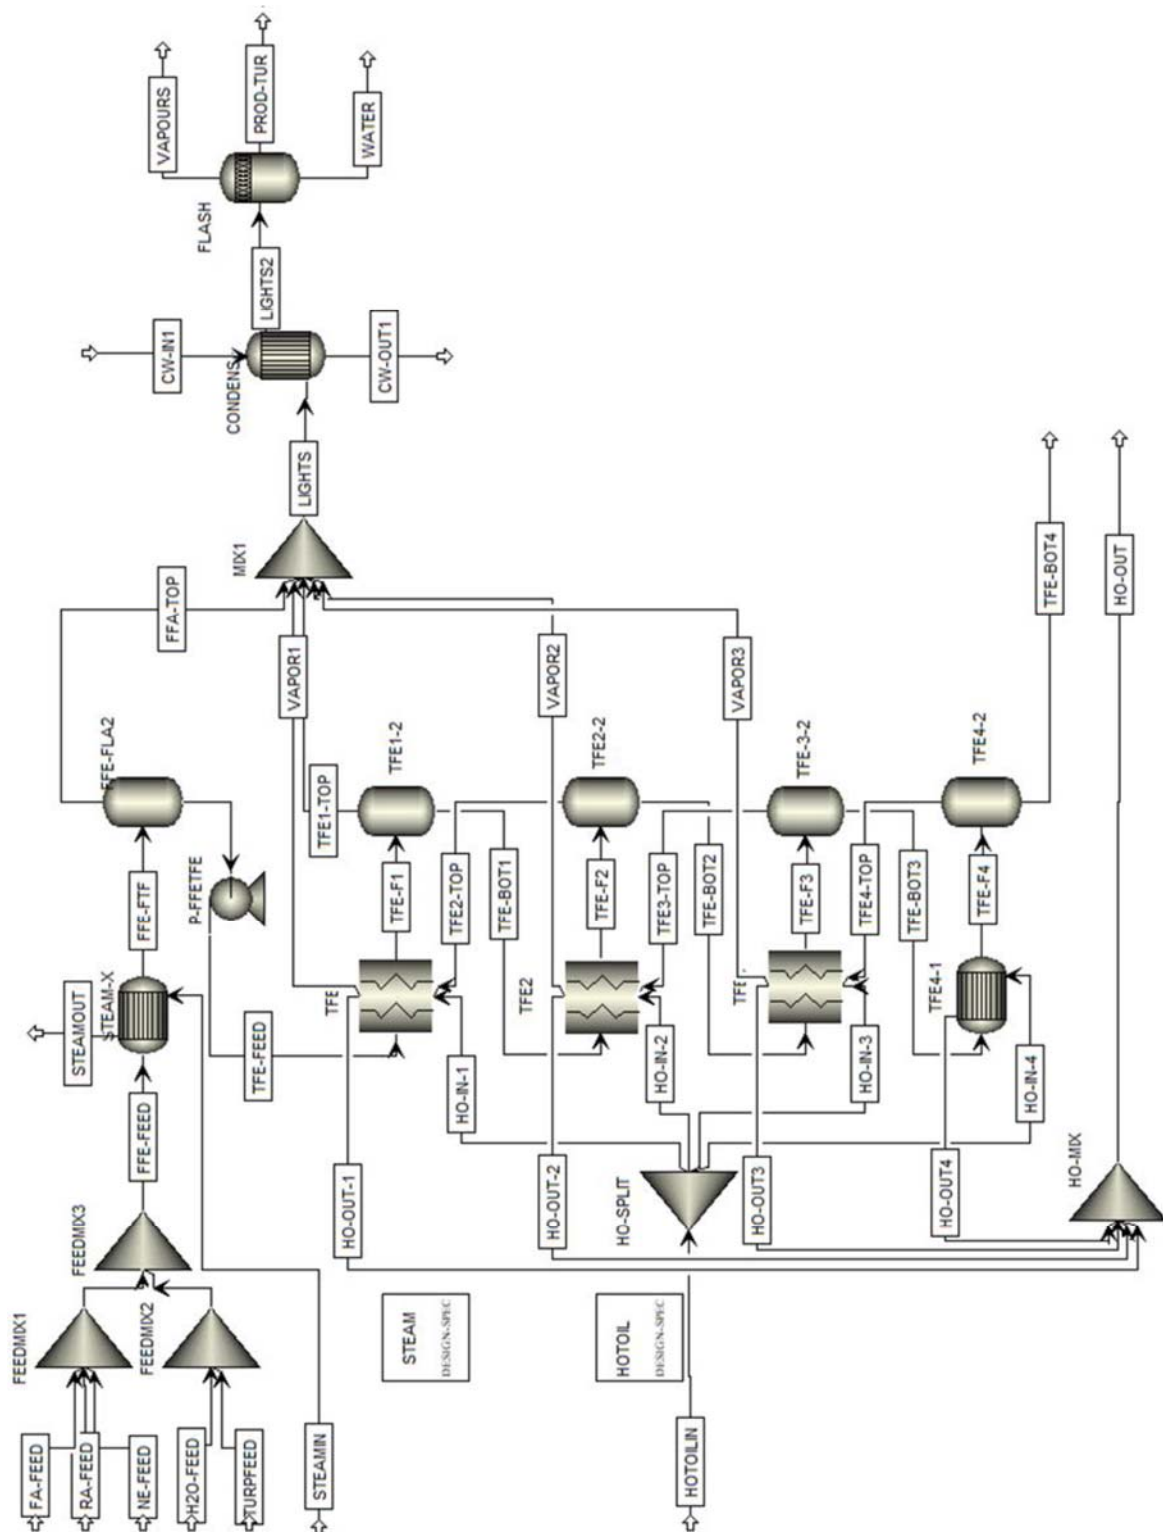 FA-FEED
RA-FEED
NE-FEED
H2O-FEED
TURPFEED
FEEDMIX1
FEEDMIX2
FEEDMIX3
FFE-FEED
STEAMIN
STEAMOUT
STEAM-X
FFE-FTF
FFE-FLA2
FFA-TOP
P-FFETFE
TFE-FEED
MIX1
LIGHTS
CONDENS
CW-IN1
CW-OUT1
LIGHTS2
FLASH
VAPOURS
PROD-TUR
WATER
VAPOR1
TFE1-TOP
TFE
TFE-F1
TFE1-2
TFE2-TOP
TFE-BOT1
VAPOR2
TFE2
TFE-F2
TFE2-2
TFE3-TOP
TFE-BOT2
VAPOR3
TFE
TFE-F3
TFE-3-2
TFE4-TOP
TFE-BOT3
TFE4-1
TFE-F4
TFE4-2
TFE-BOT4
HO-IN-1
HO-IN-2
HO-IN-3
HO-IN-4
HO-SPLIT
HO-OUT-1
HO-OUT-2
HO-OUT3
HO-OUT4
HO-MIX
HO-OUT
STEAM
DESIGN-SPEC
HOTOIL
DESIGN-SPEC
HOTOILIN